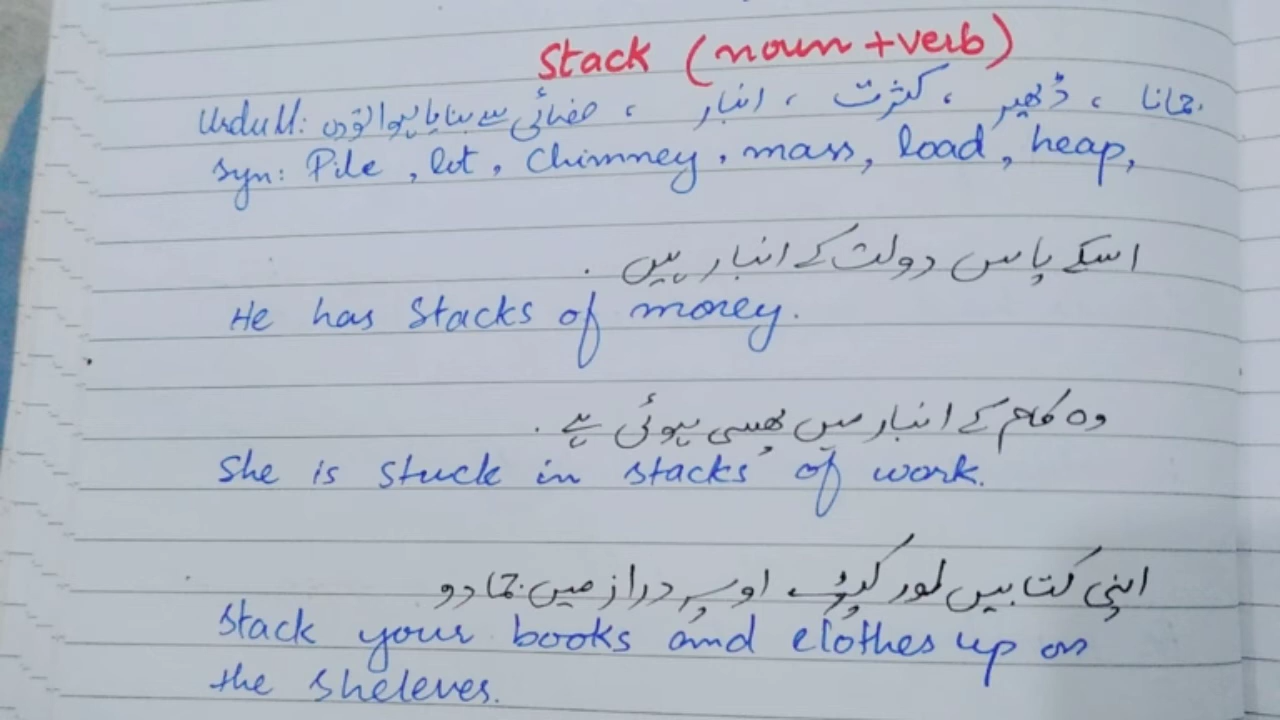 Stack (noun + verb)
Urdu M: جمانا ، ڈھیر ، کثرت ، انبار ، صفائی سے بنایا ہوا تودہ
Syn: Pile, lot, Chimney, mass, load, heap,
اسکے پاس دولت کے انبار ہیں .
He has Stacks of money.
وہ کام کے انبار میں پھسی ہوئی ہے .
She is stuck in stacks of work.
اپنی کتابیں اور کپڑے اوپر دراز میں جما دو
Stack your books and clothes up on
the sheleves.